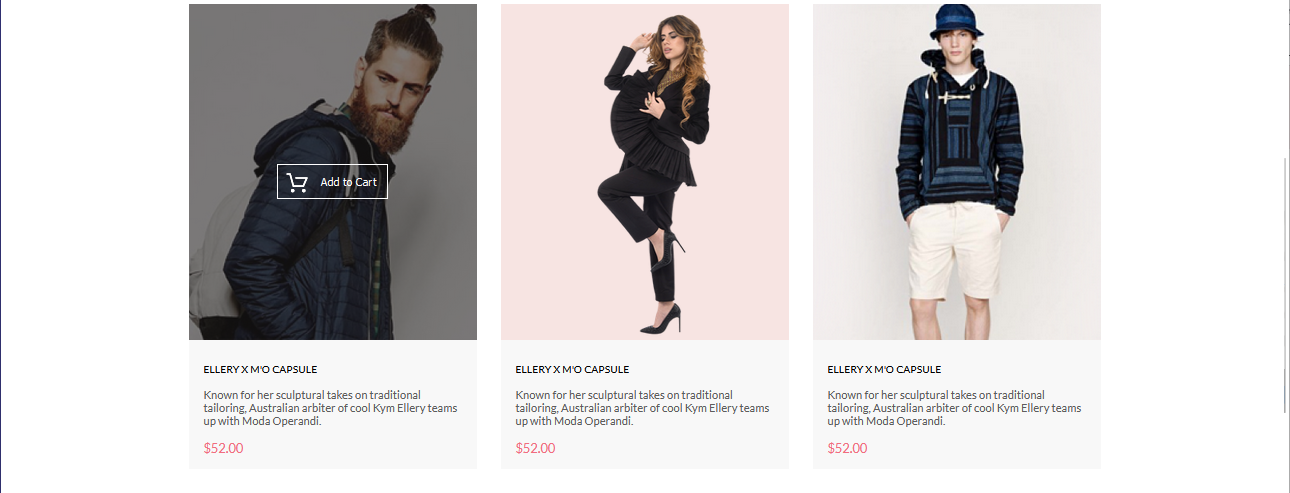 Add to Cart
ELLERY X M'O CAPSULE
Known for her sculptural takes on traditional
tailoring, Australian arbiter of cool Kym Ellery teams
up with Moda Operandi.
$52.00
ELLERY X M'O CAPSULE
Known for her sculptural takes on traditional
tailoring, Australian arbiter of cool Kym Ellery teams
up with Moda Operandi.
$52.00
ELLERY X M'O CAPSULE
Known for her sculptural takes on traditional
tailoring, Australian arbiter of cool Kym Ellery teams
up with Moda Operandi.
$52.00